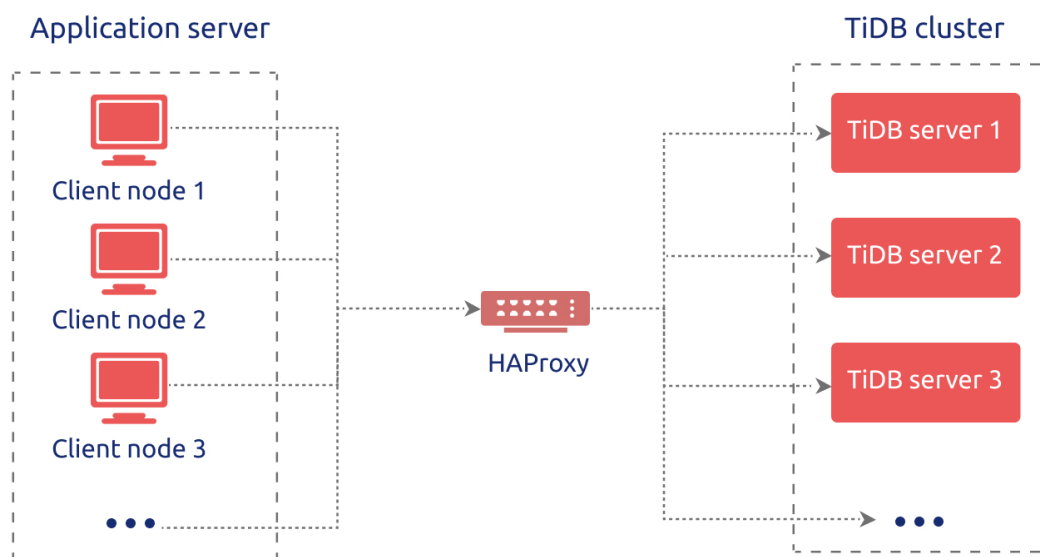 Application server
TiDB cluster
Client node 1
Client node 2
Client node 3
HAProxy
TiDB server 1
TiDB server 2
TiDB server 3